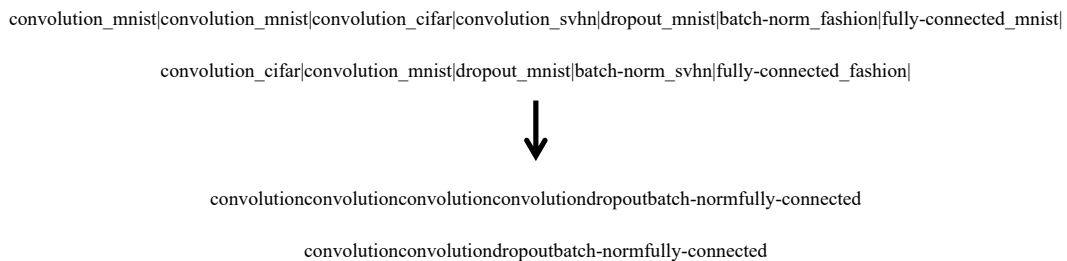 convolution_mnist|convolution_mnist|convolution_cifar|convolution_svhn|dropout_mnist|batch-norm_fashion|fully-connected_mnist|
convolution_cifar|convolution_mnist|dropout_mnist|batch-norm_svhn|fully-connected_fashion|
convolutionconvolutionconvolutionconvolutiondropoutbatch-normfully-connected
convolutionconvolutiondropoutbatch-normfully-connected